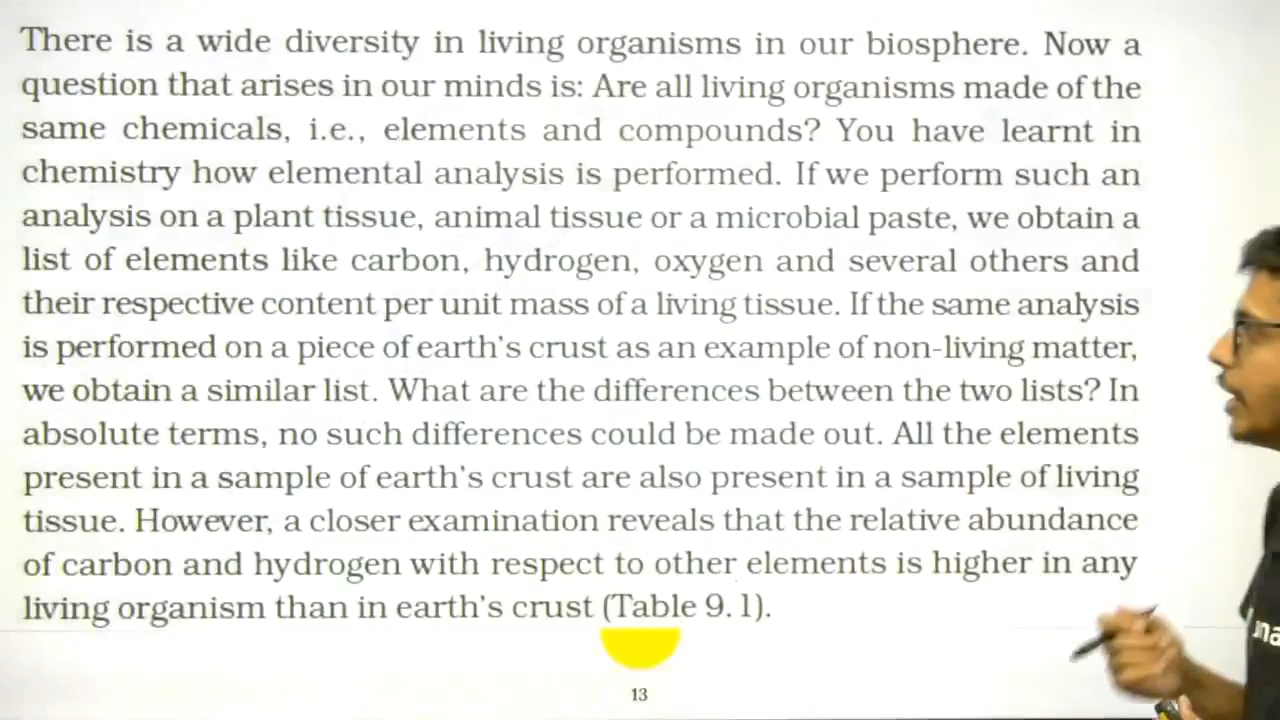 There is a wide diversity in living organisms in our biosphere. Now a
question that arises in our minds is: Are all living organisms made of the
same chemicals, i.e., elements and compounds? You have learnt in
chemistry how elemental analysis is performed. If we perform such an
analysis on a plant tissue, animal tissue or a microbial paste, we obtain a
list of elements like carbon, hydrogen, oxygen and several others and
their respective content per unit mass of a living tissue. If the same analysis
is performed on a piece of earth's crust as an example of non-living matter,
we obtain a similar list. What are the differences between the two lists? In
absolute terms, no such differences could be made out. All the elements
present in a sample of earth's crust are also present in a sample of living
tissue. However, a closer examination reveals that the relative abundance
of carbon and hydrogen with respect to other elements is higher in any
living organism than in earth's crust (Table 9.1).
13